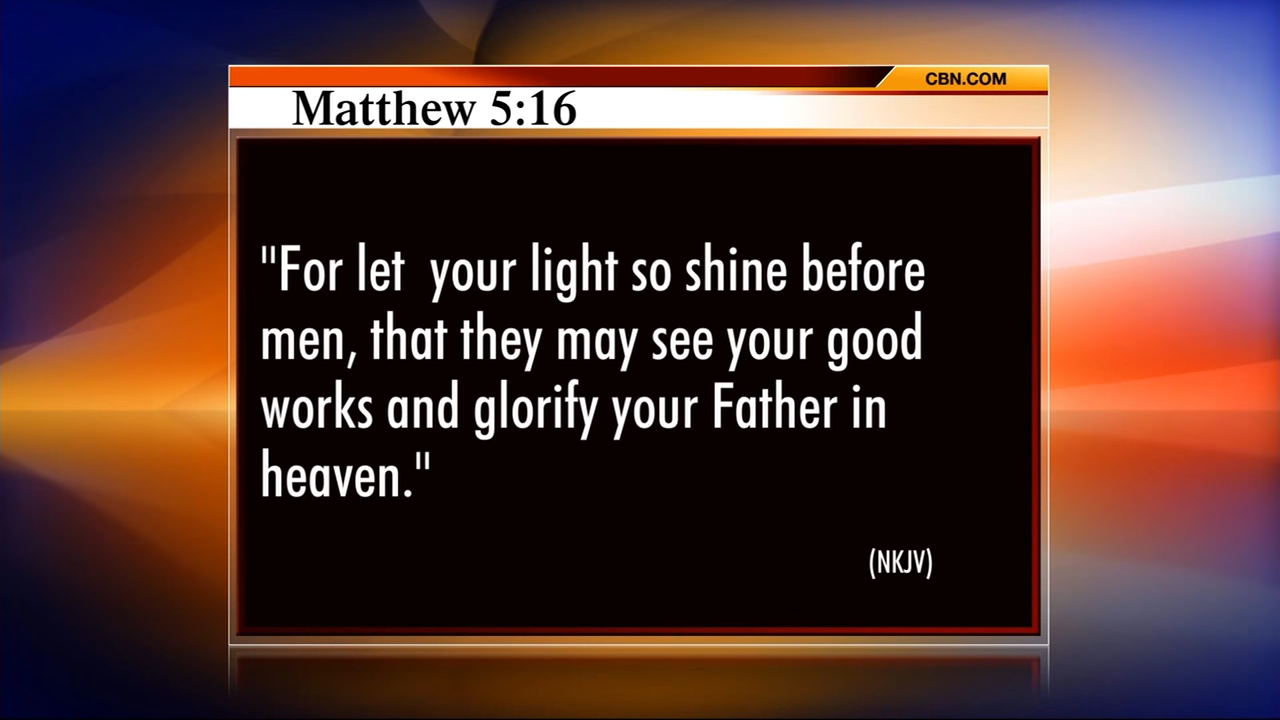 CBN.COM
Matthew 5:16
"For let  your light so shine before
men, that they may see your good
works and glorify your Father in
heaven."
(NKJV)